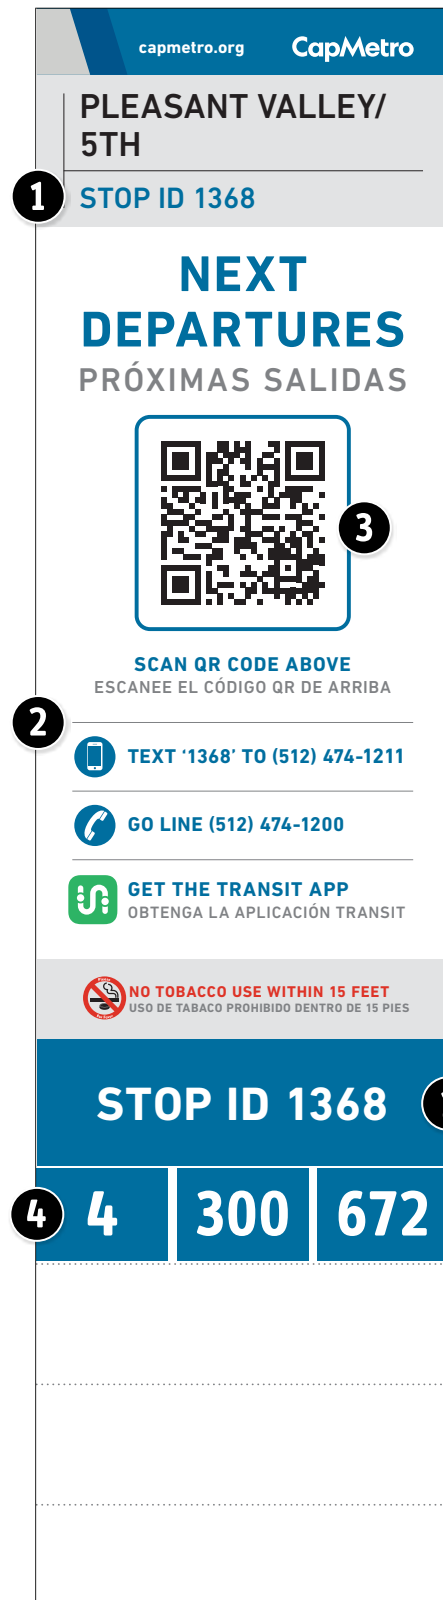 capmetro.org CapMetro
PLEASANT VALLEY/
5TH
1 STOP ID 1368
NEXT
DEPARTURES
PRÓXIMAS SALIDAS
3
SCAN QR CODE ABOVE
ESCANEE EL CÓDIGO QR DE ARRIBA
2
TEXT ‘1368’ TO (512) 474-1211
GO LINE (512) 474-1200
GET THE TRANSIT APP
OBTENGA LA APLICACIÓN TRANSIT
NO TOBACCO USE WITHIN 15 FEET
USO DE TABACO PROHIBIDO DENTRO DE 15 PIES
STOP ID 1368
4 4 300 672